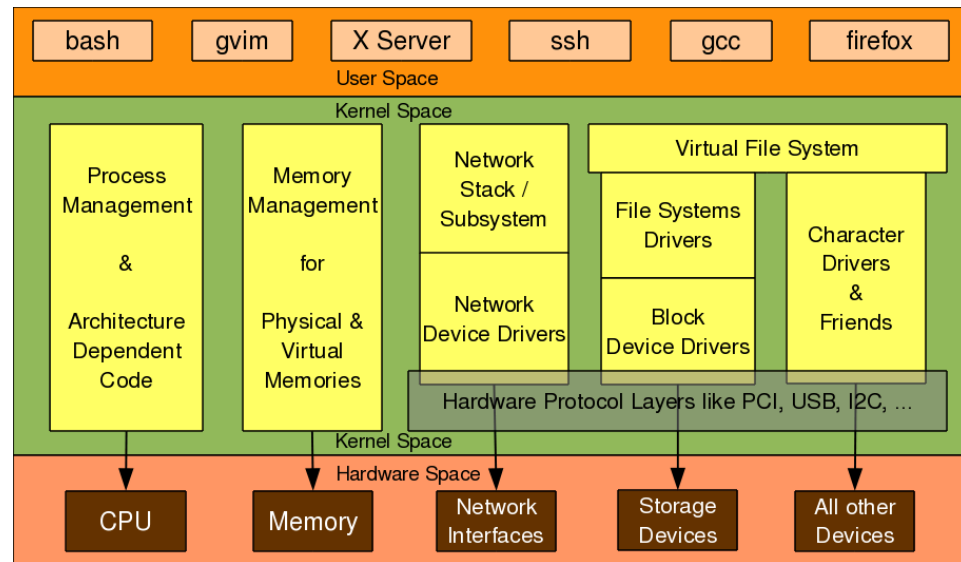 bash
gvim
X Server
ssh
gcc
firefox
User Space
Kernel Space
Process
Management
&
Architecture
Dependent
Code
Memory
Management
for
Physical &
Virtual
Memories
Network
Stack /
Subsystem
Network
Device Drivers
Virtual File System
File Systems
Drivers
Block
Device Drivers
Character
Drivers
&
Friends
Hardware Protocol Layers like PCI, USB, I2C, ...
Kernel Space
Hardware Space
CPU
Memory
Network
Interfaces
Storage
Devices
All other
Devices